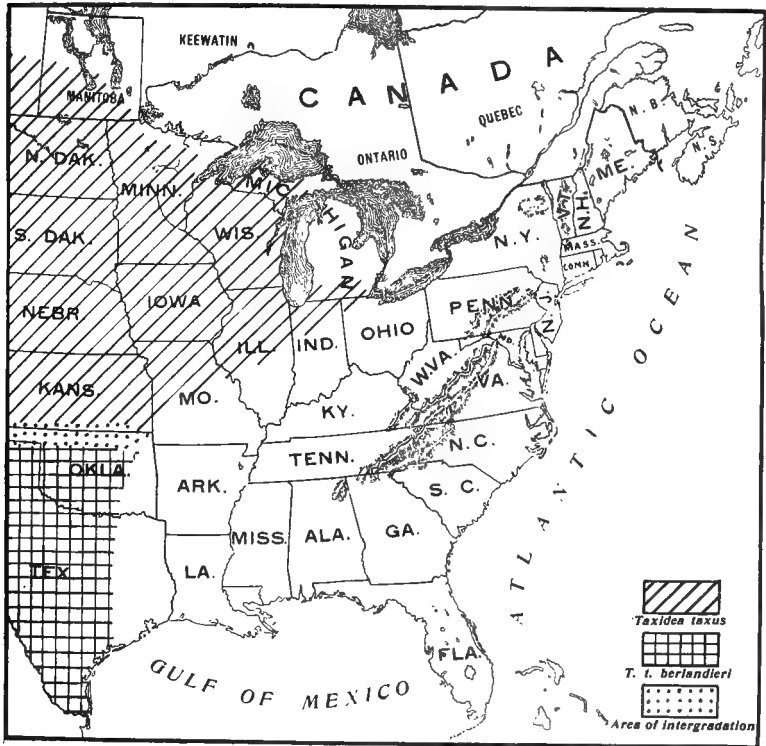 KEEWATIN
MANITOBA
CANADA
QUEBEC
ONTARIO
N. B.
N. S.
ME.
N. DAK.
MINN.
MICHIGAN
VT.
N.H.
S. DAK.
WIS.
N.Y.
MASS.
CONN.
NEBR.
IOWA
PENN.
N. J.
ILL.
IND.
OHIO
MD.
KANS.
MO.
W.VA.
VA.
KY.
OKLA.
TENN.
N.C.
ARK.
S. C.
MISS.
ALA.
GA.
TEX.
LA.
FLA.
ATLANTIC OCEAN
GULF OF MEXICO
Taxidea taxus
T. t. berlandieri
Area of intergradation